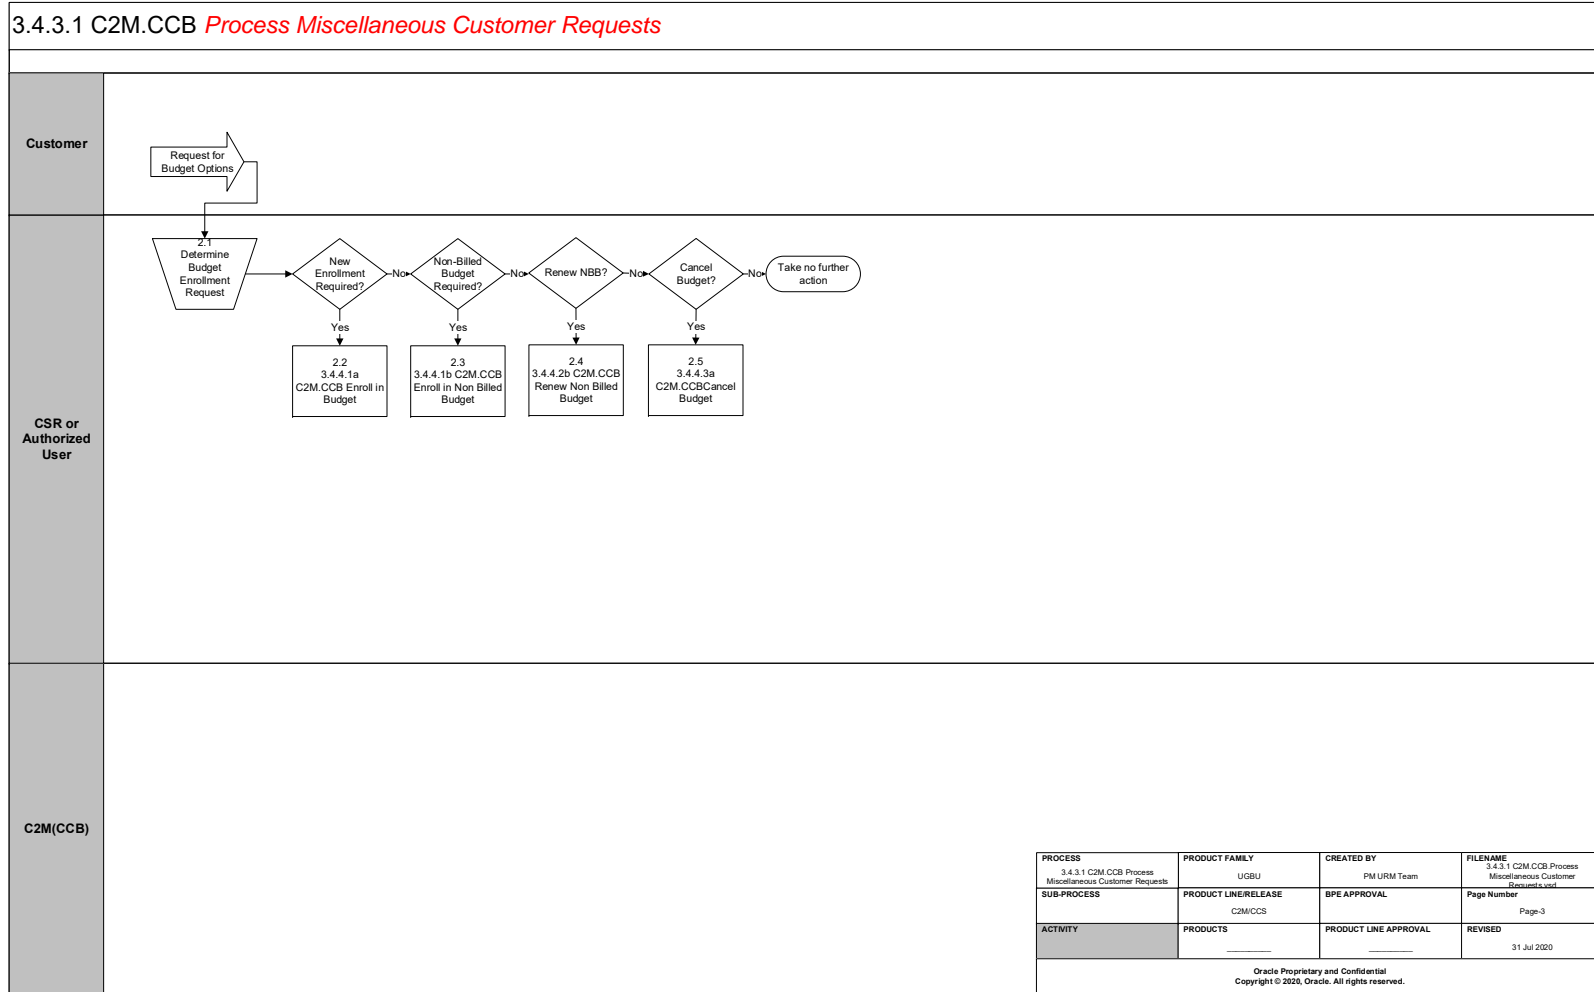 3.4.3.1 C2M.CCB Process Miscellaneous Customer Requests
Customer
Request for
Budget Options
CSR or
Authorized
User
2.1
Determine
Budget
Enrollment
Request
New
Enrollment
Required?
No
Non-Billed
Budget
Required?
No
Renew NBB?
No
Cancel
Budget?
No
Take no further
action
Yes
Yes
Yes
Yes
2.2
3.4.4.1a
C2M.CCB Enroll in
Budget
2.3
3.4.4.1b C2M.CCB
Enroll in Non Billed
Budget
2.4
3.4.4.2b C2M.CCB
Renew Non Billed
Budget
2.5
3.4.4.3a
C2M.CCBCancel
Budget
C2M(CCB)
PROCESS
3.4.3.1 C2M.CCB Process
Miscellaneous Customer Requests
PRODUCT FAMILY
UGBU
CREATED BY
PM URM Team
FILENAME
3.4.3.1 C2M.CCB.Process
Miscellaneous Customer
Requests.vsd
SUB-PROCESS
PRODUCT LINE/RELEASE
C2M/CCS
BPE APPROVAL
Page Number
Page-3
ACTIVITY
PRODUCTS
PRODUCT LINE APPROVAL
REVISED
31 Jul 2020
Oracle Proprietary and Confidential
Copyright © 2020, Oracle. All rights reserved.